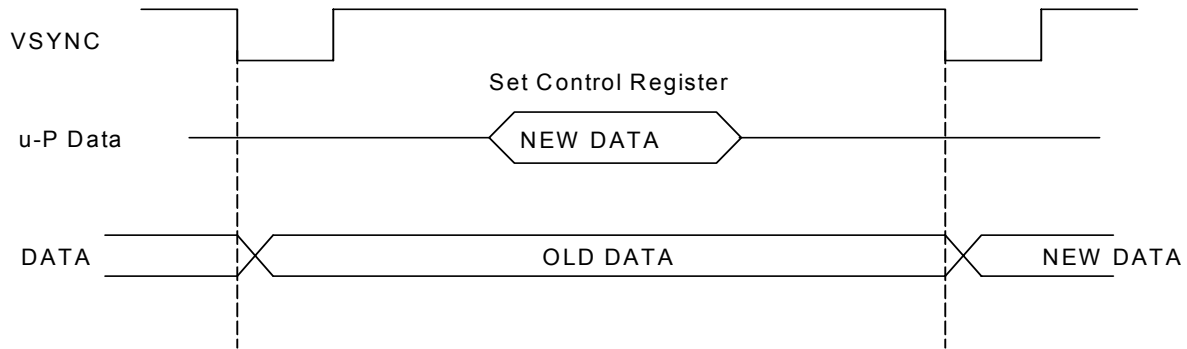 VSYNC
Set Control Register
u-P Data
NEW DATA
DATA
OLD DATA
NEW DATA